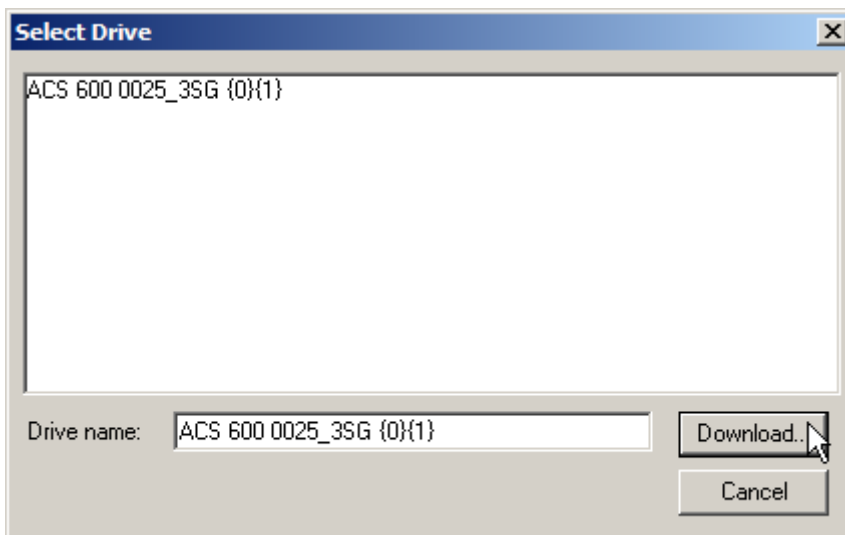 Select Drive
ACS 600 0025_3SG {0}{1}
Drive name:
ACS 600 0025_3SG {0}{1}
Download..
Cancel